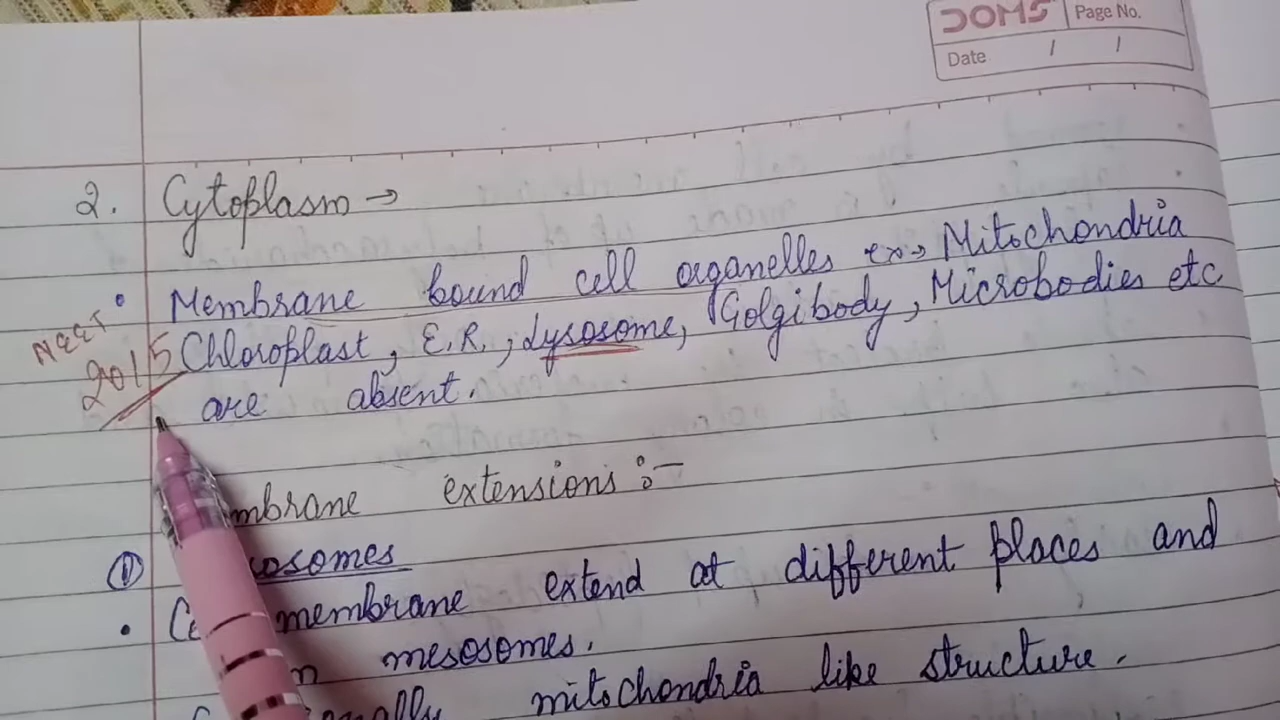 DOMS
Page No.
Date / /
2. Cytoplasm →
• Membrane bound cell organelles ex→ Mitochondria
NEET 2015
Chloroplast, E.R., Lysosome, Golgibody, Microbodies etc
are absent.
mbrane extensions :-
① osomes
• membrane extend at different places and
mesosomes.
mitochondria like structure.